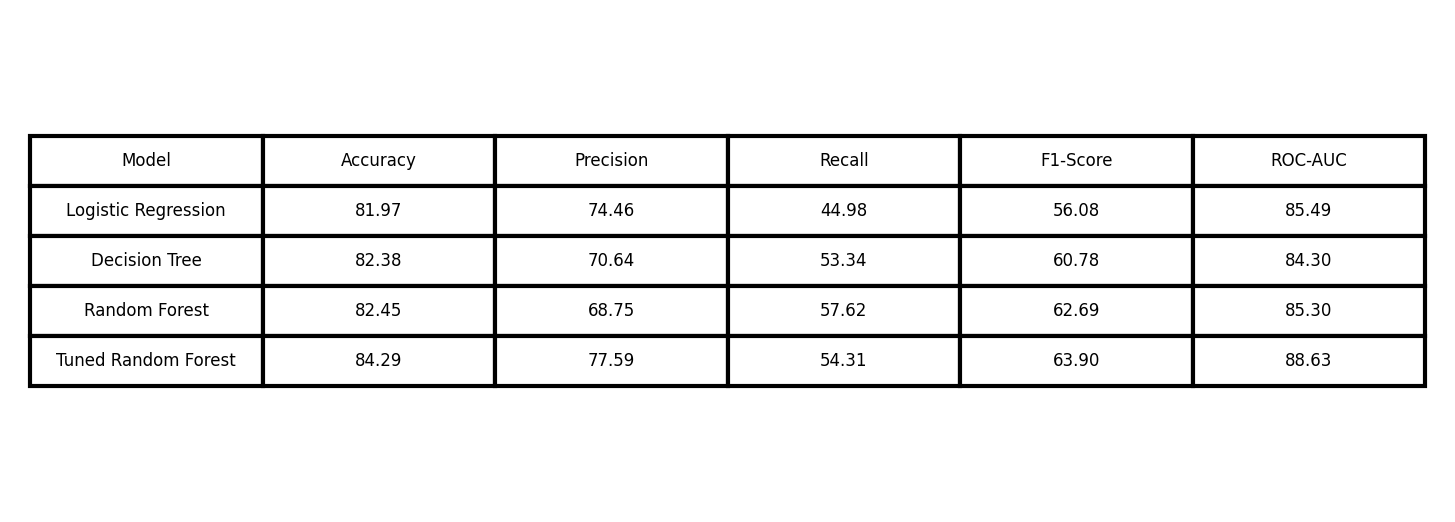 Model Accuracy Precision Recall F1-Score ROC-AUC
Logistic Regression 81.97 74.46 44.98 56.08 85.49
Decision Tree 82.38 70.64 53.34 60.78 84.30
Random Forest 82.45 68.75 57.62 62.69 85.30
Tuned Random Forest 84.29 77.59 54.31 63.90 88.63